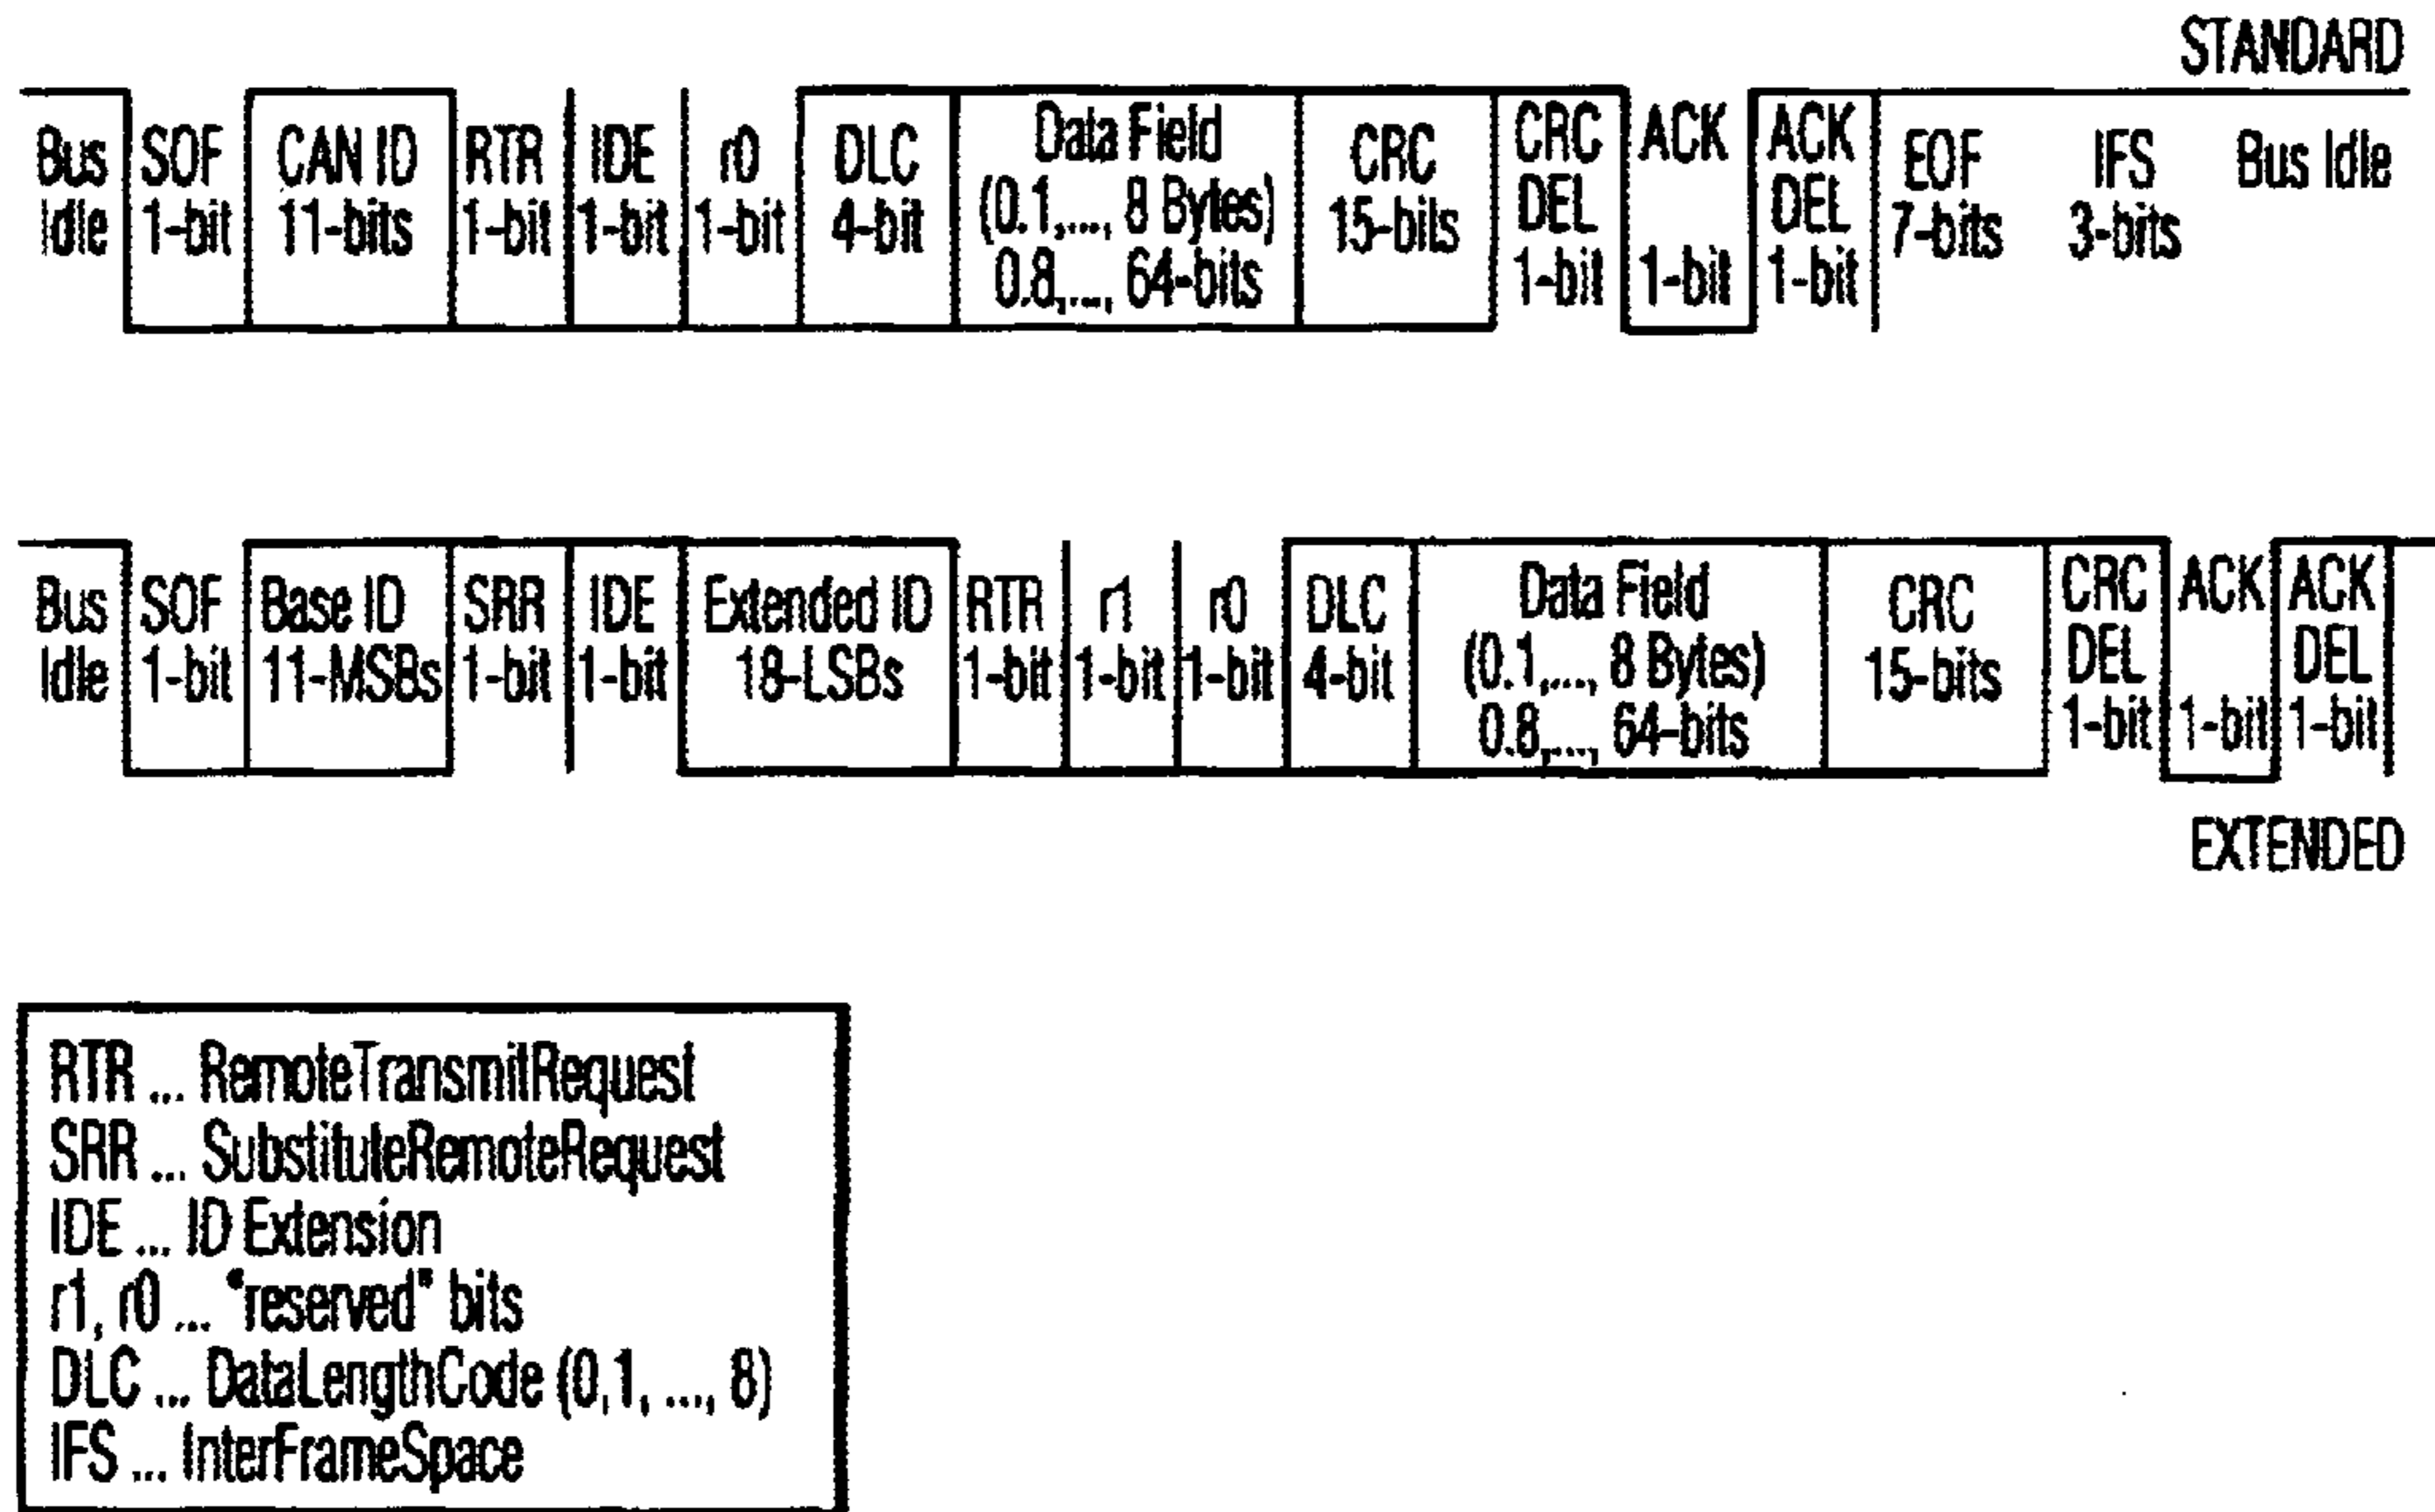 STANDARD
Bus Idle
SOF 1-bit
CAN ID 11-bits
RTR 1-bit
IDE 1-bit
r0 1-bit
DLC 4-bit
Data Field
(0.1,..., 8 Bytes)
0.8,..., 64-bits
CRC 15-bits
CRC DEL 1-bit
ACK 1-bit
ACK DEL 1-bit
EOF 7-bits
IFS 3-bits
Bus Idle
Bus Idle
SOF 1-bit
Base ID 11-MSBs
SRR 1-bit
IDE 1-bit
Extended ID 18-LSBs
RTR 1-bit
r1 1-bit
r0 1-bit
DLC 4-bit
Data Field
(0.1,..., 8 Bytes)
0.8,..., 64-bits
CRC 15-bits
CRC DEL 1-bit
ACK 1-bit
ACK DEL 1-bit
EXTENDED
RTR ... RemoteTransmitRequest
SRR ... SubstituteRemoteRequest
IDE ... ID Extension
r1, r0 ... "reserved" bits
DLC ... DataLengthCode (0,1, ..., 8)
IFS ... InterFrameSpace